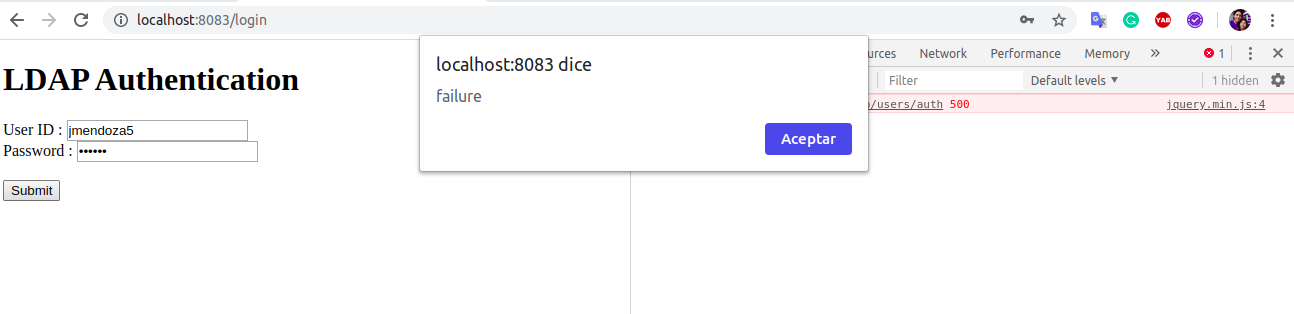 localhost:8083/login
YAB
localhost:8083 dice
failure
Aceptar
LDAP Authentication
User ID : jmendoza5
Password : ••••••
Submit
Network
Performance
Memory
»
1
Filter
Default levels ▼
1 hidden
/users/auth 500
jquery.min.js:4